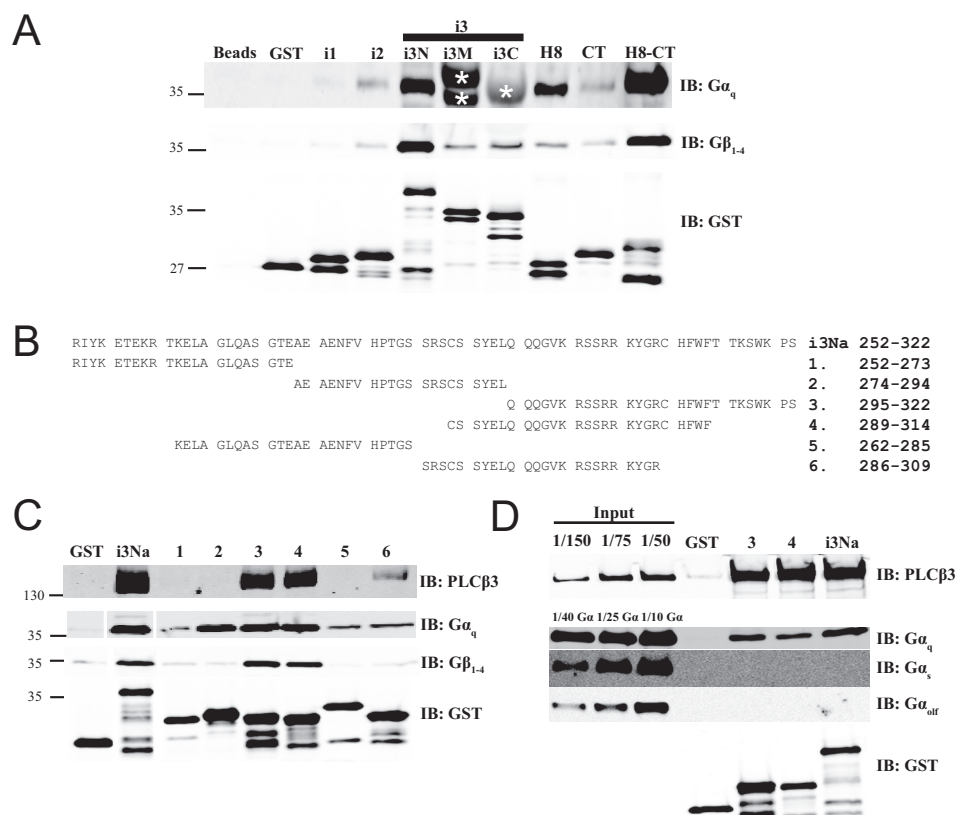 A
i3
Beads GST i1 i2 i3N i3M i3C H8 CT H8-CT
* * *
35 IB: Gαq
35 IB: Gβ1-4
35 IB: GST
27
B
RIYK ETEKR TKELA GLQAS GTEAE AENFV HPTGS SRSCS SYELQ QQGVK RSSRR KYGRC HFWFT TKSWK PS i3Na 252-322
RIYK ETEKR TKELA GLQAS GTE 1. 252-273
AE AENFV HPTGS SRSCS SYEL 2. 274-294
Q QQGVK RSSRR KYGRC HFWFT TKSWK PS 3. 295-322
CS SYELQ QQGVK RSSRR KYGRC HFWF 4. 289-314
KELA GLQAS GTEAE AENFV HPTGS 5. 262-285
SRSCS SYELQ QQGVK RSSRR KYGR 6. 286-309
C
GST i3Na 1 2 3 4 5 6
130 IB: PLCβ3
35 IB: Gαq
35 IB: Gβ1-4
35 IB: GST
D
Input
1/150 1/75 1/50 GST 3 4 i3Na
IB: PLCβ3
1/40 Gα 1/25 Gα 1/10 Gα
IB: Gαq
IB: Gαs
IB: Gαolf
IB: GST